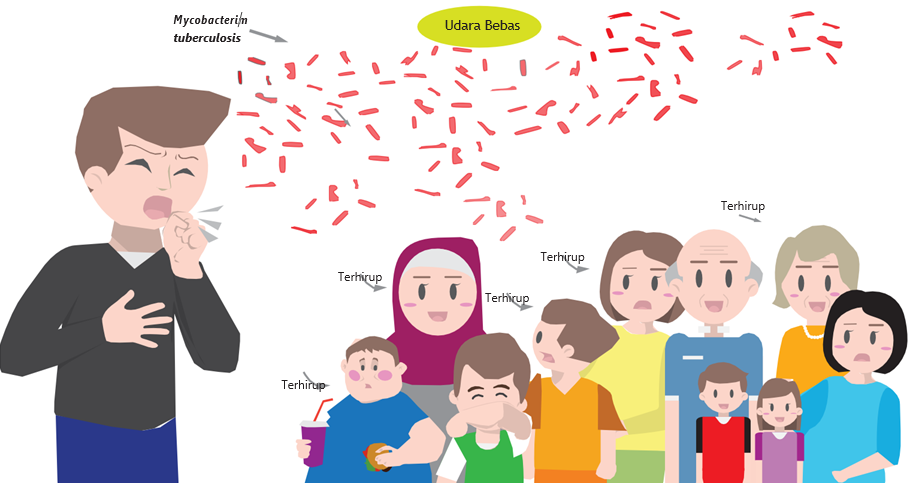 Mycobacterim
tuberculosis
Udara Bebas
Terhirup
Terhirup
Terhirup
Terhirup
Terhirup